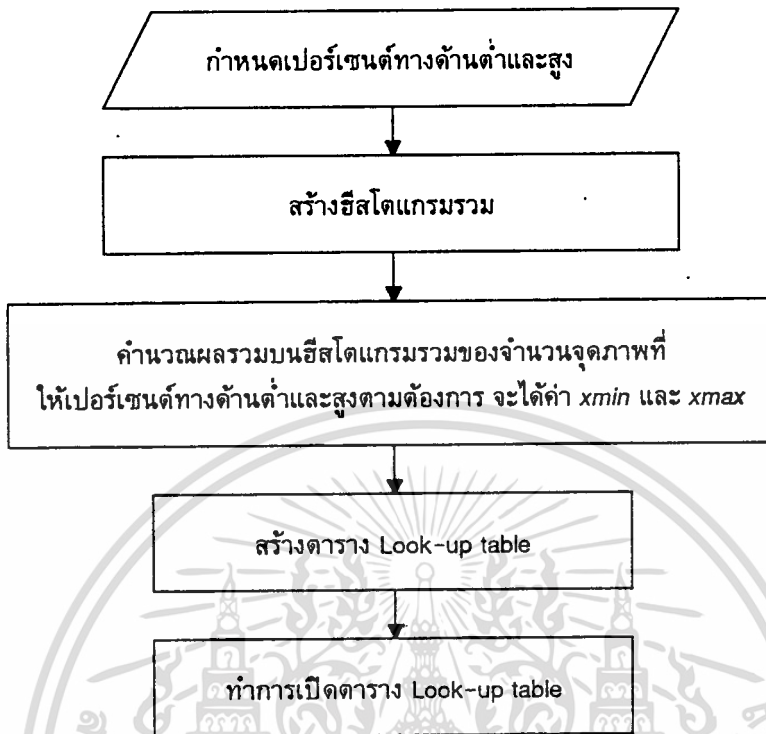 กำหนดเปอร์เซนต์ทางด้านต่ำและสูง
สร้างฮีสโตแกรมรวม
คำนวณผลรวมบนฮีสโตแกรมรวมของจำนวนจุดภาพที่
ให้เปอร์เซนต์ทางด้านต่ำและสูงตามต้องการ จะได้ค่า xmin และ xmax
สร้างตาราง Look-up table
ทำการเปิดตาราง Look-up table